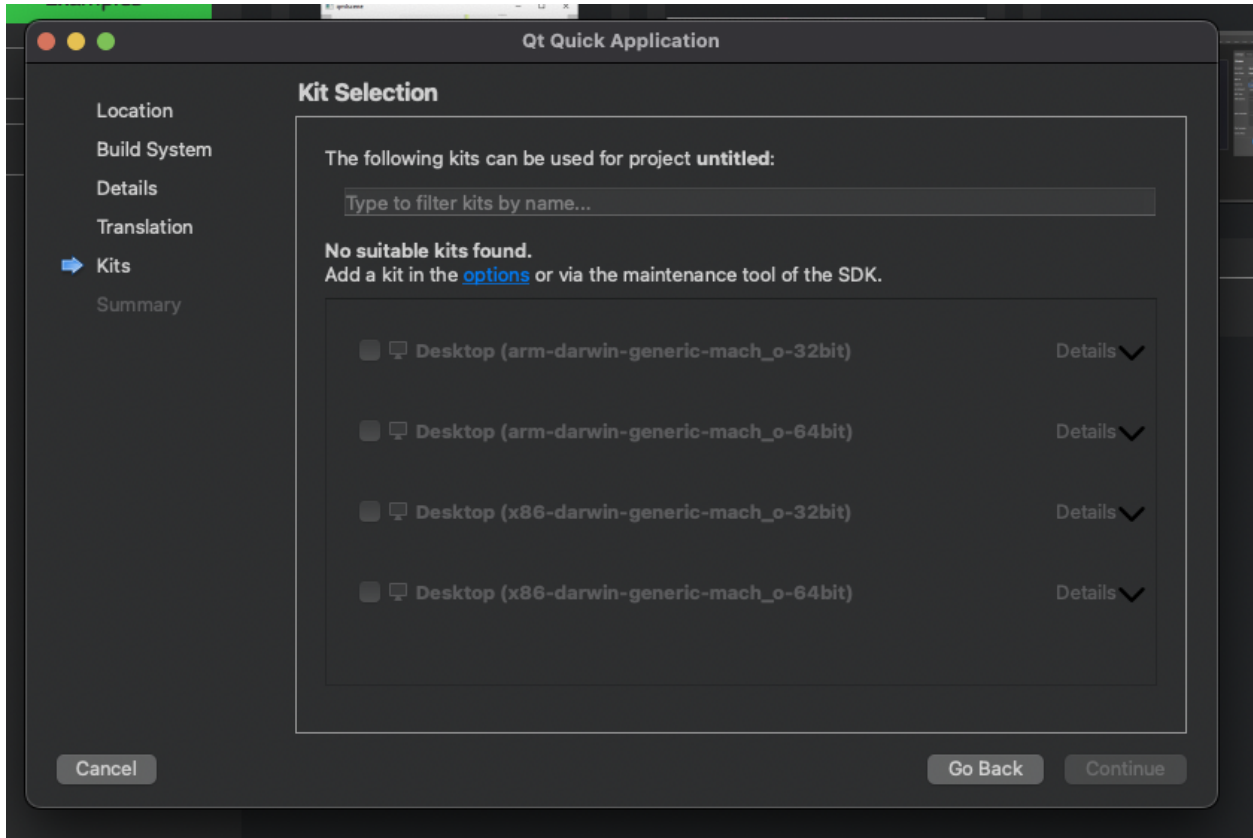 Qt Quick Application
Location
Build System
Details
Translation
Kits
Summary
Kit Selection
The following kits can be used for project untitled:
Type to filter kits by name...
No suitable kits found.
Add a kit in the options or via the maintenance tool of the SDK.
Desktop (arm-darwin-generic-mach_o-32bit) Details
Desktop (arm-darwin-generic-mach_o-64bit) Details
Desktop (x86-darwin-generic-mach_o-32bit) Details
Desktop (x86-darwin-generic-mach_o-64bit) Details
Cancel Go Back Continue